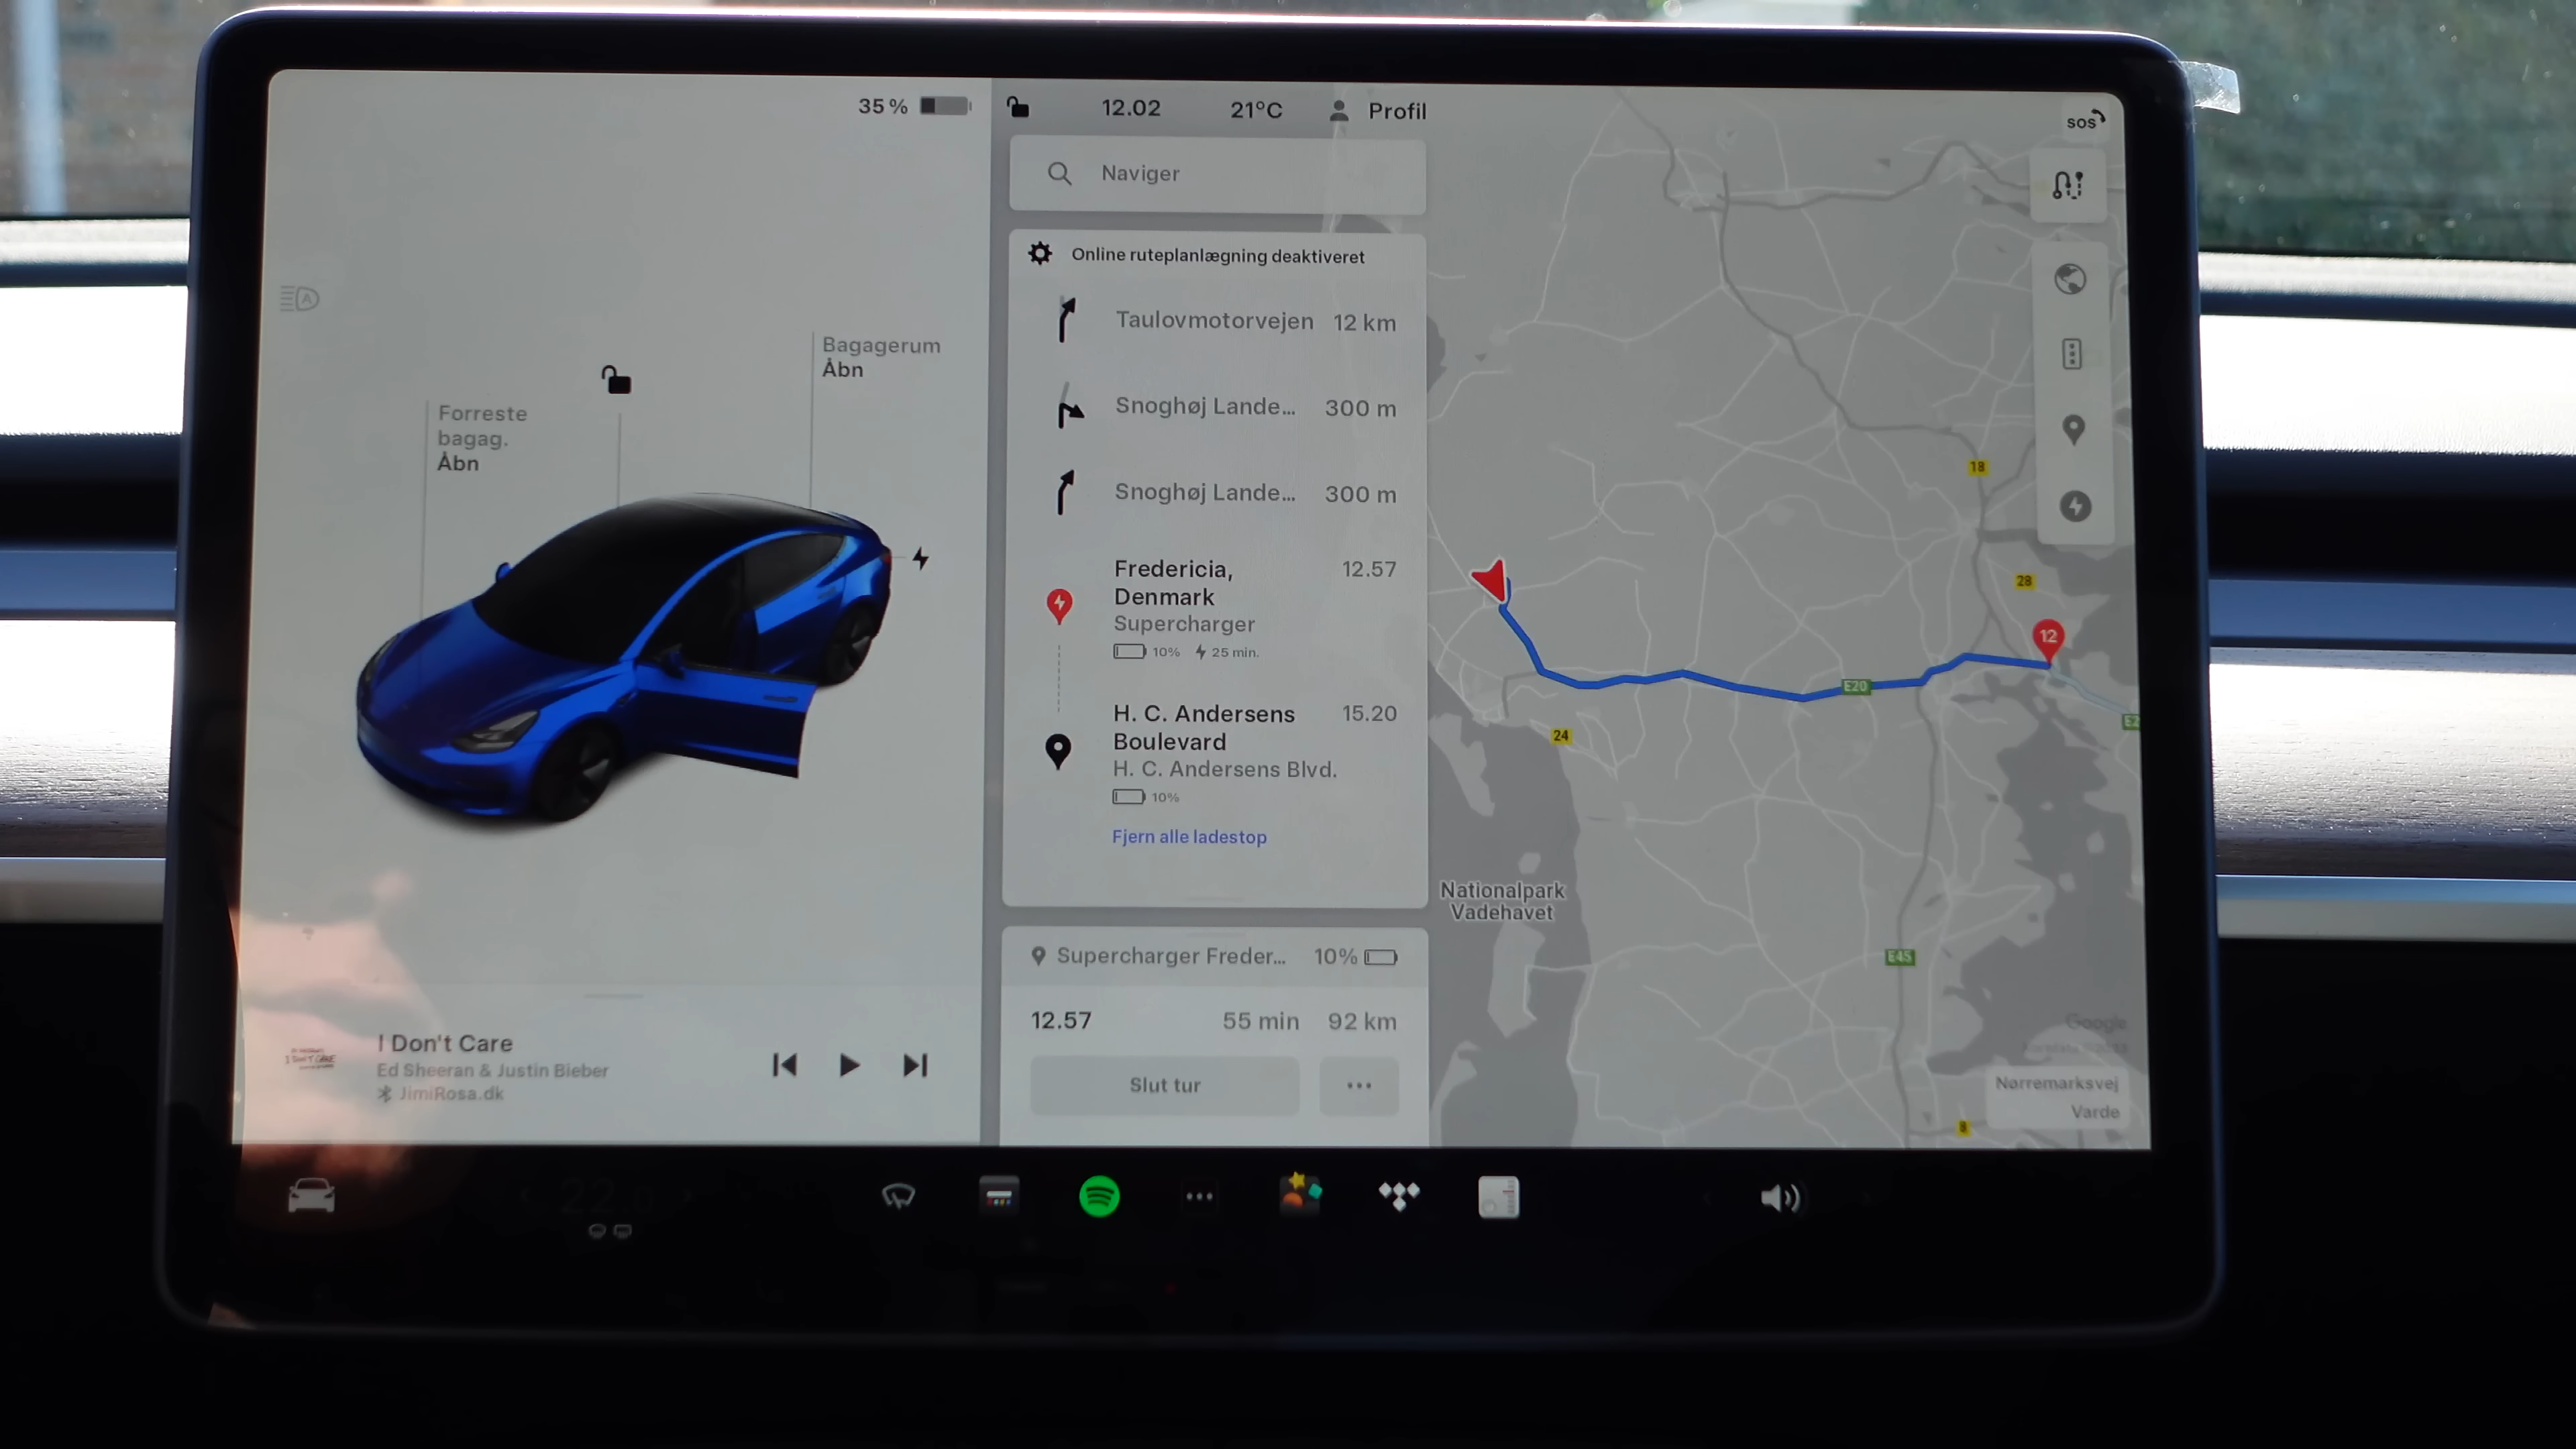 35 %
12.02
21°C
Profil
SOS
Naviger
Online ruteplanlægning deaktiveret
Taulovmotorvejen 12 km
Snoghøj Lande... 300 m
Snoghøj Lande... 300 m
Fredericia, 12.57
Denmark
Supercharger
10% 25 min.
H. C. Andersens 15.20
Boulevard
H. C. Andersens Blvd.
10%
Fjern alle ladestop
Supercharger Freder... 10%
12.57 55 min 92 km
Slut tur
...
A
Bagagerum
Åbn
Forreste
bagag.
Åbn
I Don't Care
Ed Sheeran & Justin Bieber
JimiRosa.dk
18
28
12
E20
24
Nationalpark
Vadehavet
E45
Google
Nørremarksvej
Varde
8